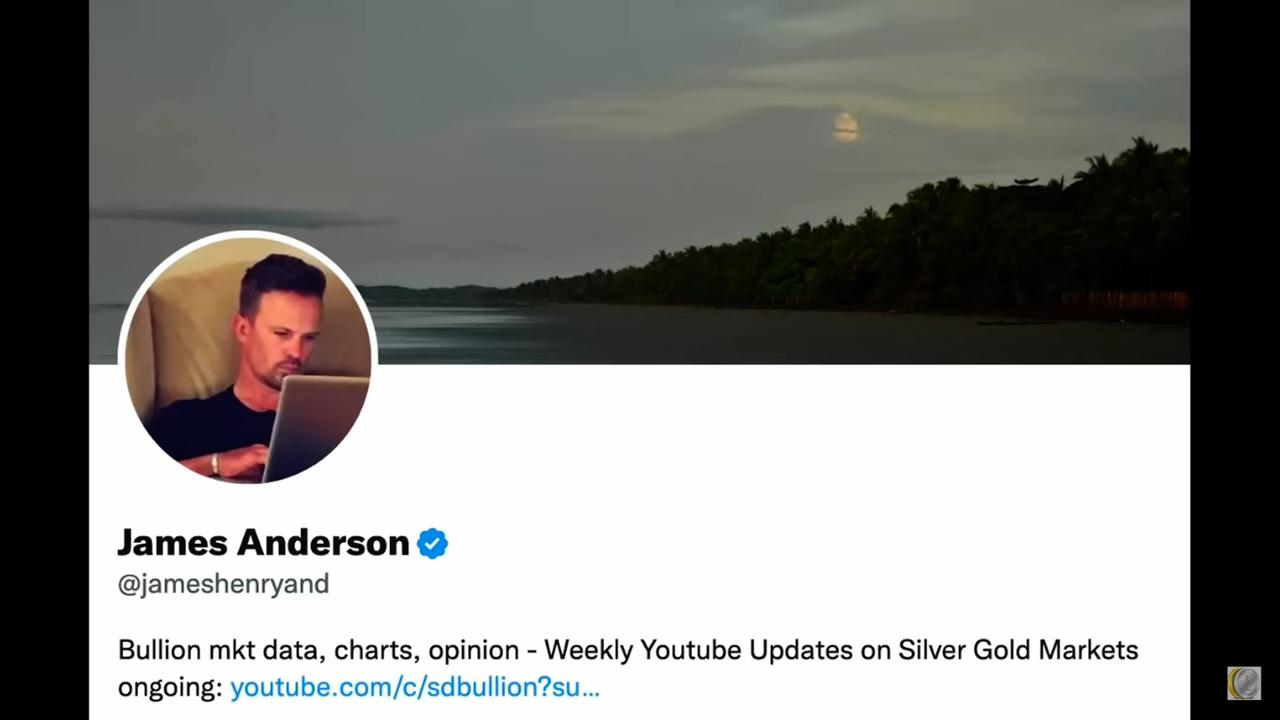 James Anderson
@jameshenryand
Bullion mkt data, charts, opinion - Weekly Youtube Updates on Silver Gold Markets
ongoing: youtube.com/c/sdbullion?su...